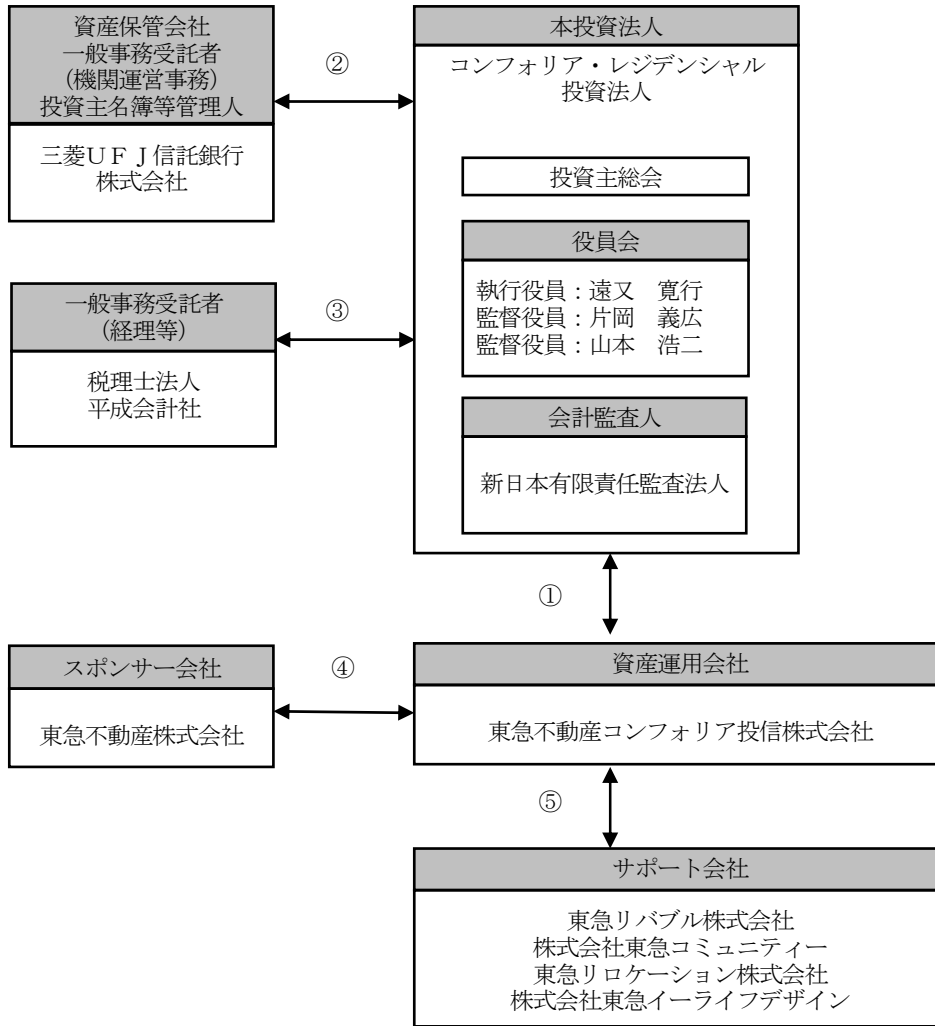 資産保管会社
一般事務受託者
(機関運営事務)
投資主名簿等管理人
三菱ＵＦＪ信託銀行
株式会社
②
本投資法人
コンフォリア・レジデンシャル
投資法人
投資主総会
役員会
執行役員：遠又　寛行
監督役員：片岡　義広
監督役員：山本　浩二
一般事務受託者
(経理等)
税理士法人
平成会計社
③
会計監査人
新日本有限責任監査法人
①
スポンサー会社
東急不動産株式会社
④
資産運用会社
東急不動産コンフォリア投信株式会社
⑤
サポート会社
東急リバブル株式会社
株式会社東急コミュニティー
東急リロケーション株式会社
株式会社東急イーライフデザイン